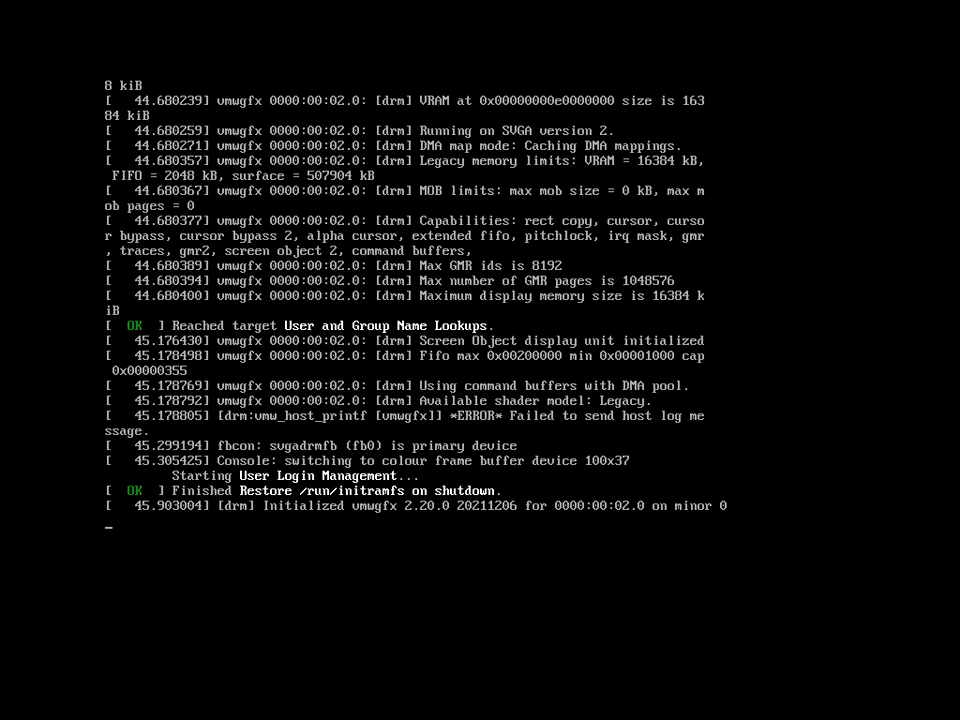 8 kiB
[   44.680239] vmwgfx 0000:00:02.0: [drm] VRAM at 0x00000000e0000000 size is 163
84 kiB
[   44.680259] vmwgfx 0000:00:02.0: [drm] Running on SVGA version 2.
[   44.680271] vmwgfx 0000:00:02.0: [drm] DMA map mode: Caching DMA mappings.
[   44.680357] vmwgfx 0000:00:02.0: [drm] Legacy memory limits: VRAM = 16384 kB,
 FIFO = 2048 kB, surface = 507904 kB
[   44.680367] vmwgfx 0000:00:02.0: [drm] MOB limits: max mob size = 0 kB, max m
ob pages = 0
[   44.680377] vmwgfx 0000:00:02.0: [drm] Capabilities: rect copy, cursor, curso
r bypass, cursor bypass 2, alpha cursor, extended fifo, pitchlock, irq mask, gmr
, traces, gmr2, screen object 2, command buffers,
[   44.680389] vmwgfx 0000:00:02.0: [drm] Max GMR ids is 8192
[   44.680394] vmwgfx 0000:00:02.0: [drm] Max number of GMR pages is 1048576
[   44.680400] vmwgfx 0000:00:02.0: [drm] Maximum display memory size is 16384 k
iB
[  OK  ] Reached target User and Group Name Lookups.
[   45.176430] vmwgfx 0000:00:02.0: [drm] Screen Object display unit initialized
[   45.178498] vmwgfx 0000:00:02.0: [drm] Fifo max 0x00200000 min 0x00001000 cap
 0x00000355
[   45.178769] vmwgfx 0000:00:02.0: [drm] Using command buffers with DMA pool.
[   45.178792] vmwgfx 0000:00:02.0: [drm] Available shader model: Legacy.
[   45.178805] [drm:vmw_host_printf [vmwgfx]] *ERROR* Failed to send host log me
ssage.
[   45.299194] fbcon: svgadrmfb (fb0) is primary device
[   45.305425] Console: switching to colour frame buffer device 100x37
         Starting User Login Management...
[  OK  ] Finished Restore /run/initramfs on shutdown.
[   45.903004] [drm] Initialized vmwgfx 2.20.0 20211206 for 0000:00:02.0 on minor 0
_